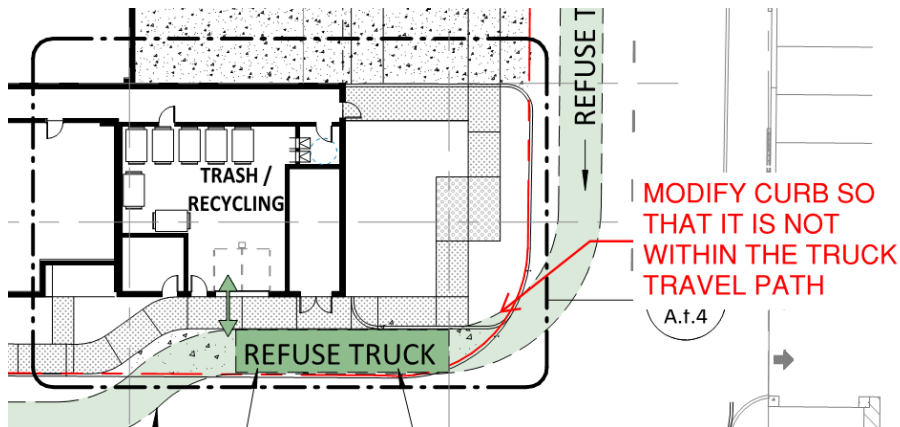 REFUSE T
TRASH /
RECYCLING
MODIFY CURB SO
THAT IT IS NOT
WITHIN THE TRUCK
TRAVEL PATH
A.t.4
REFUSE TRUCK